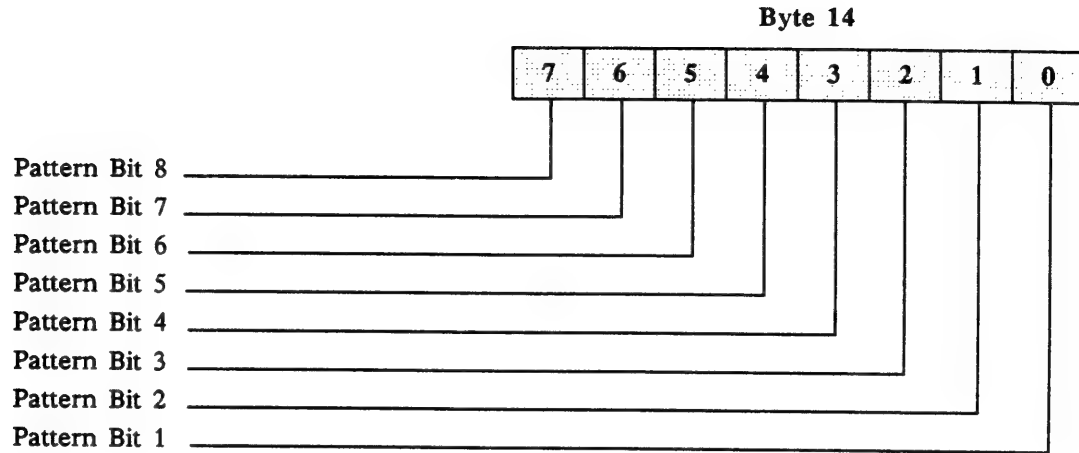 Byte 14
7 6 5 4 3 2 1 0
Pattern Bit 8
Pattern Bit 7
Pattern Bit 6
Pattern Bit 5
Pattern Bit 4
Pattern Bit 3
Pattern Bit 2
Pattern Bit 1